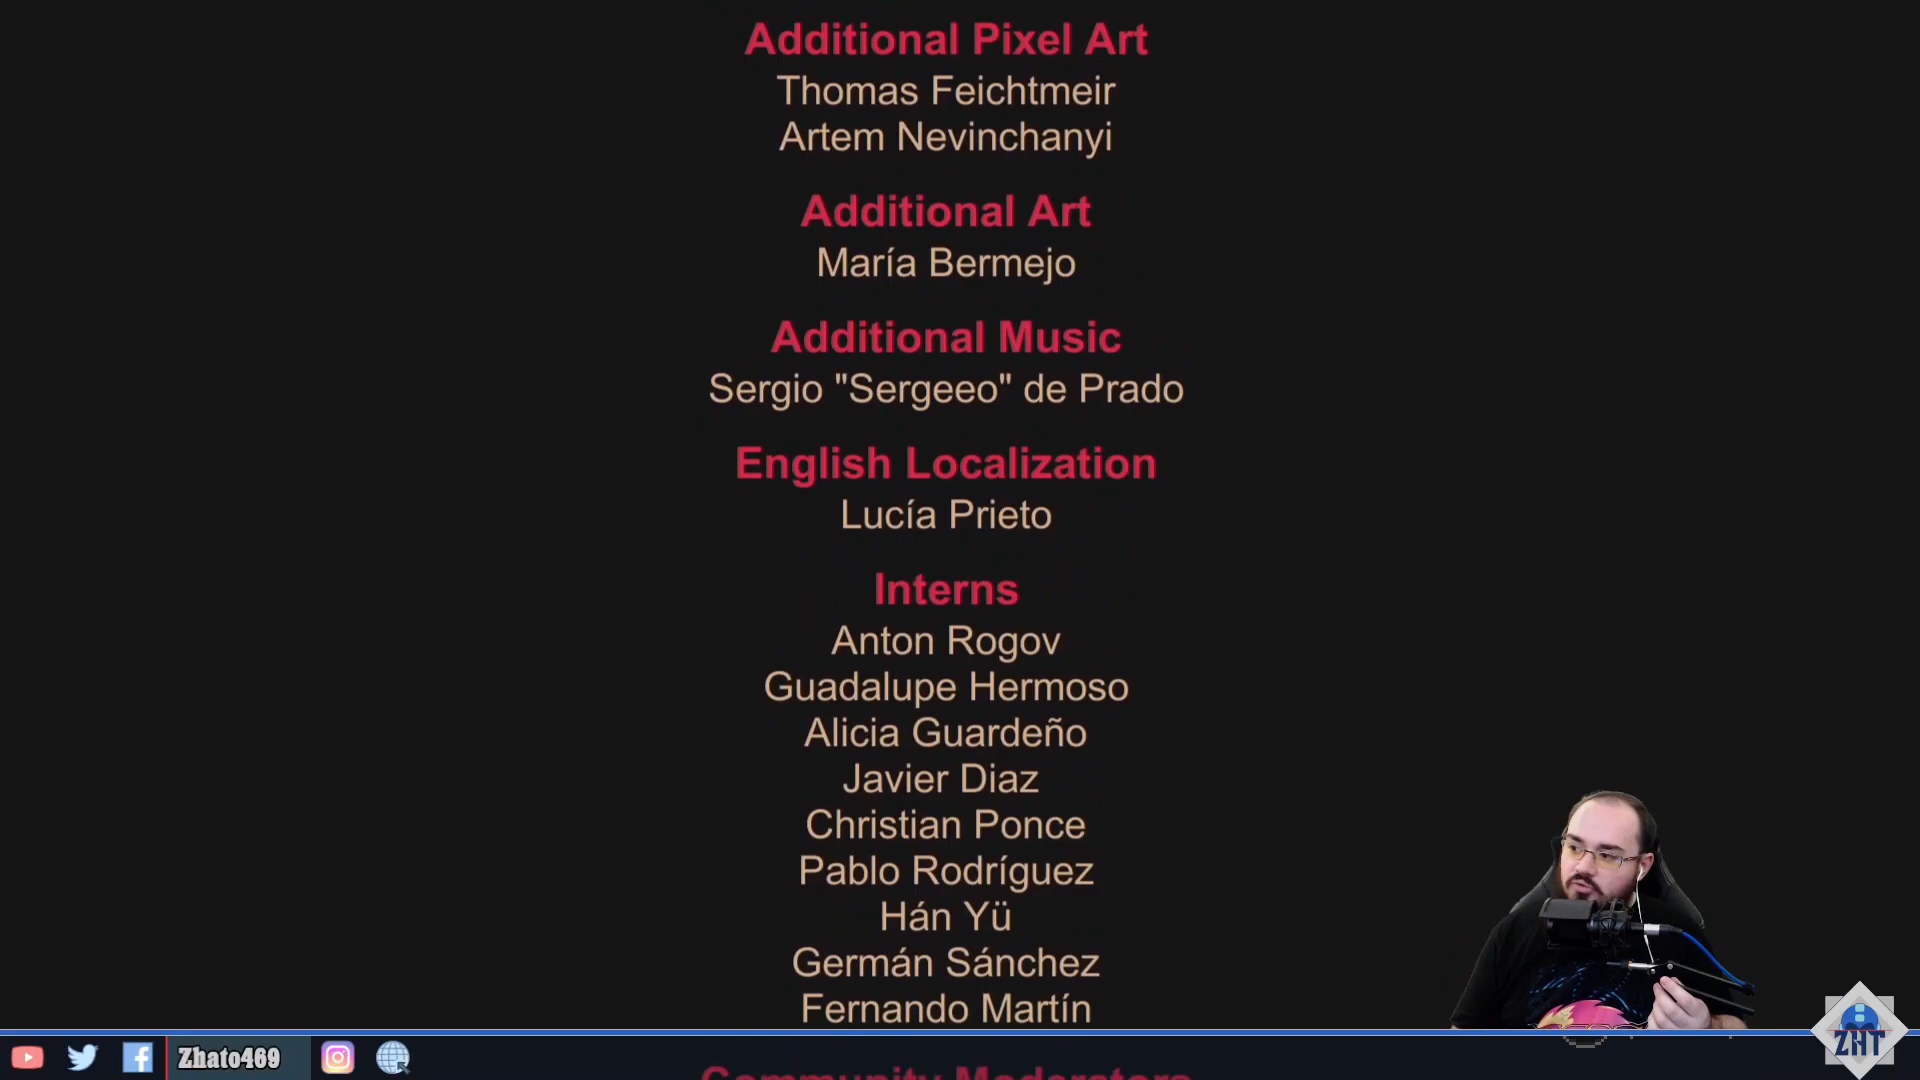 Additional Pixel Art
Thomas Feichtmeir
Artem Nevinchanyi
Additional Art
María Bermejo
Additional Music
Sergio "Sergeeo" de Prado
English Localization
Lucía Prieto
Interns
Anton Rogov
Guadalupe Hermoso
Alicia Guardeño
Javier Diaz
Christian Ponce
Pablo Rodríguez
Hán Yü
Germán Sánchez
Fernando Martín
Community Moderators
Zhato469
ZHT